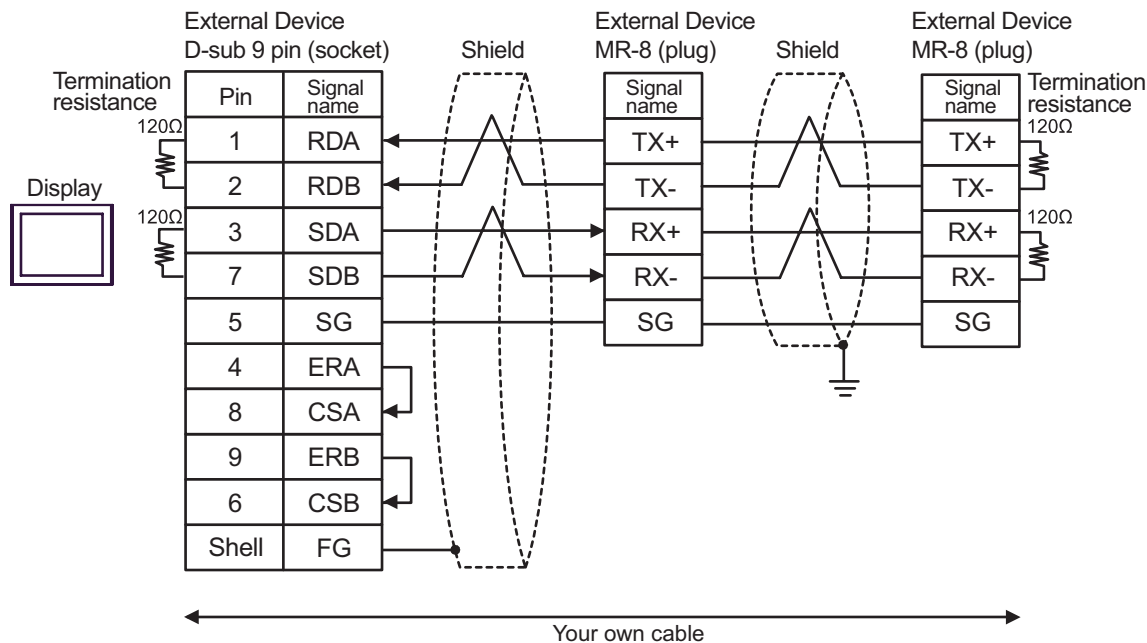 External Device
D-sub 9 pin (socket)
Shield
External Device
MR-8 (plug)
Shield
External Device
MR-8 (plug)
Termination
resistance
120Ω
120Ω
Display
Pin Signal name
1 RDA
2 RDB
3 SDA
7 SDB
5 SG
4 ERA
8 CSA
9 ERB
6 CSB
Shell FG
Signal
name
TX+
TX-
RX+
RX-
SG
Signal
name
TX+
TX-
RX+
RX-
SG
Termination
resistance
120Ω
120Ω
Your own cable